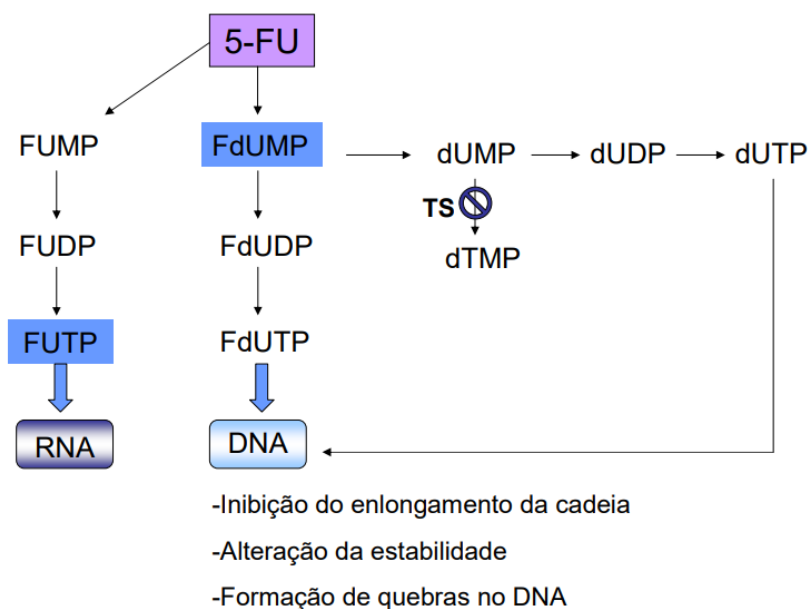 5-FU
FUMP
FdUMP
dUMP
dUDP
dUTP
TS
FUDP
FdUDP
dTMP
FUTP
FdUTP
RNA
DNA
-Inibição do enlongamento da cadeia
-Alteração da estabilidade
-Formação de quebras no DNA